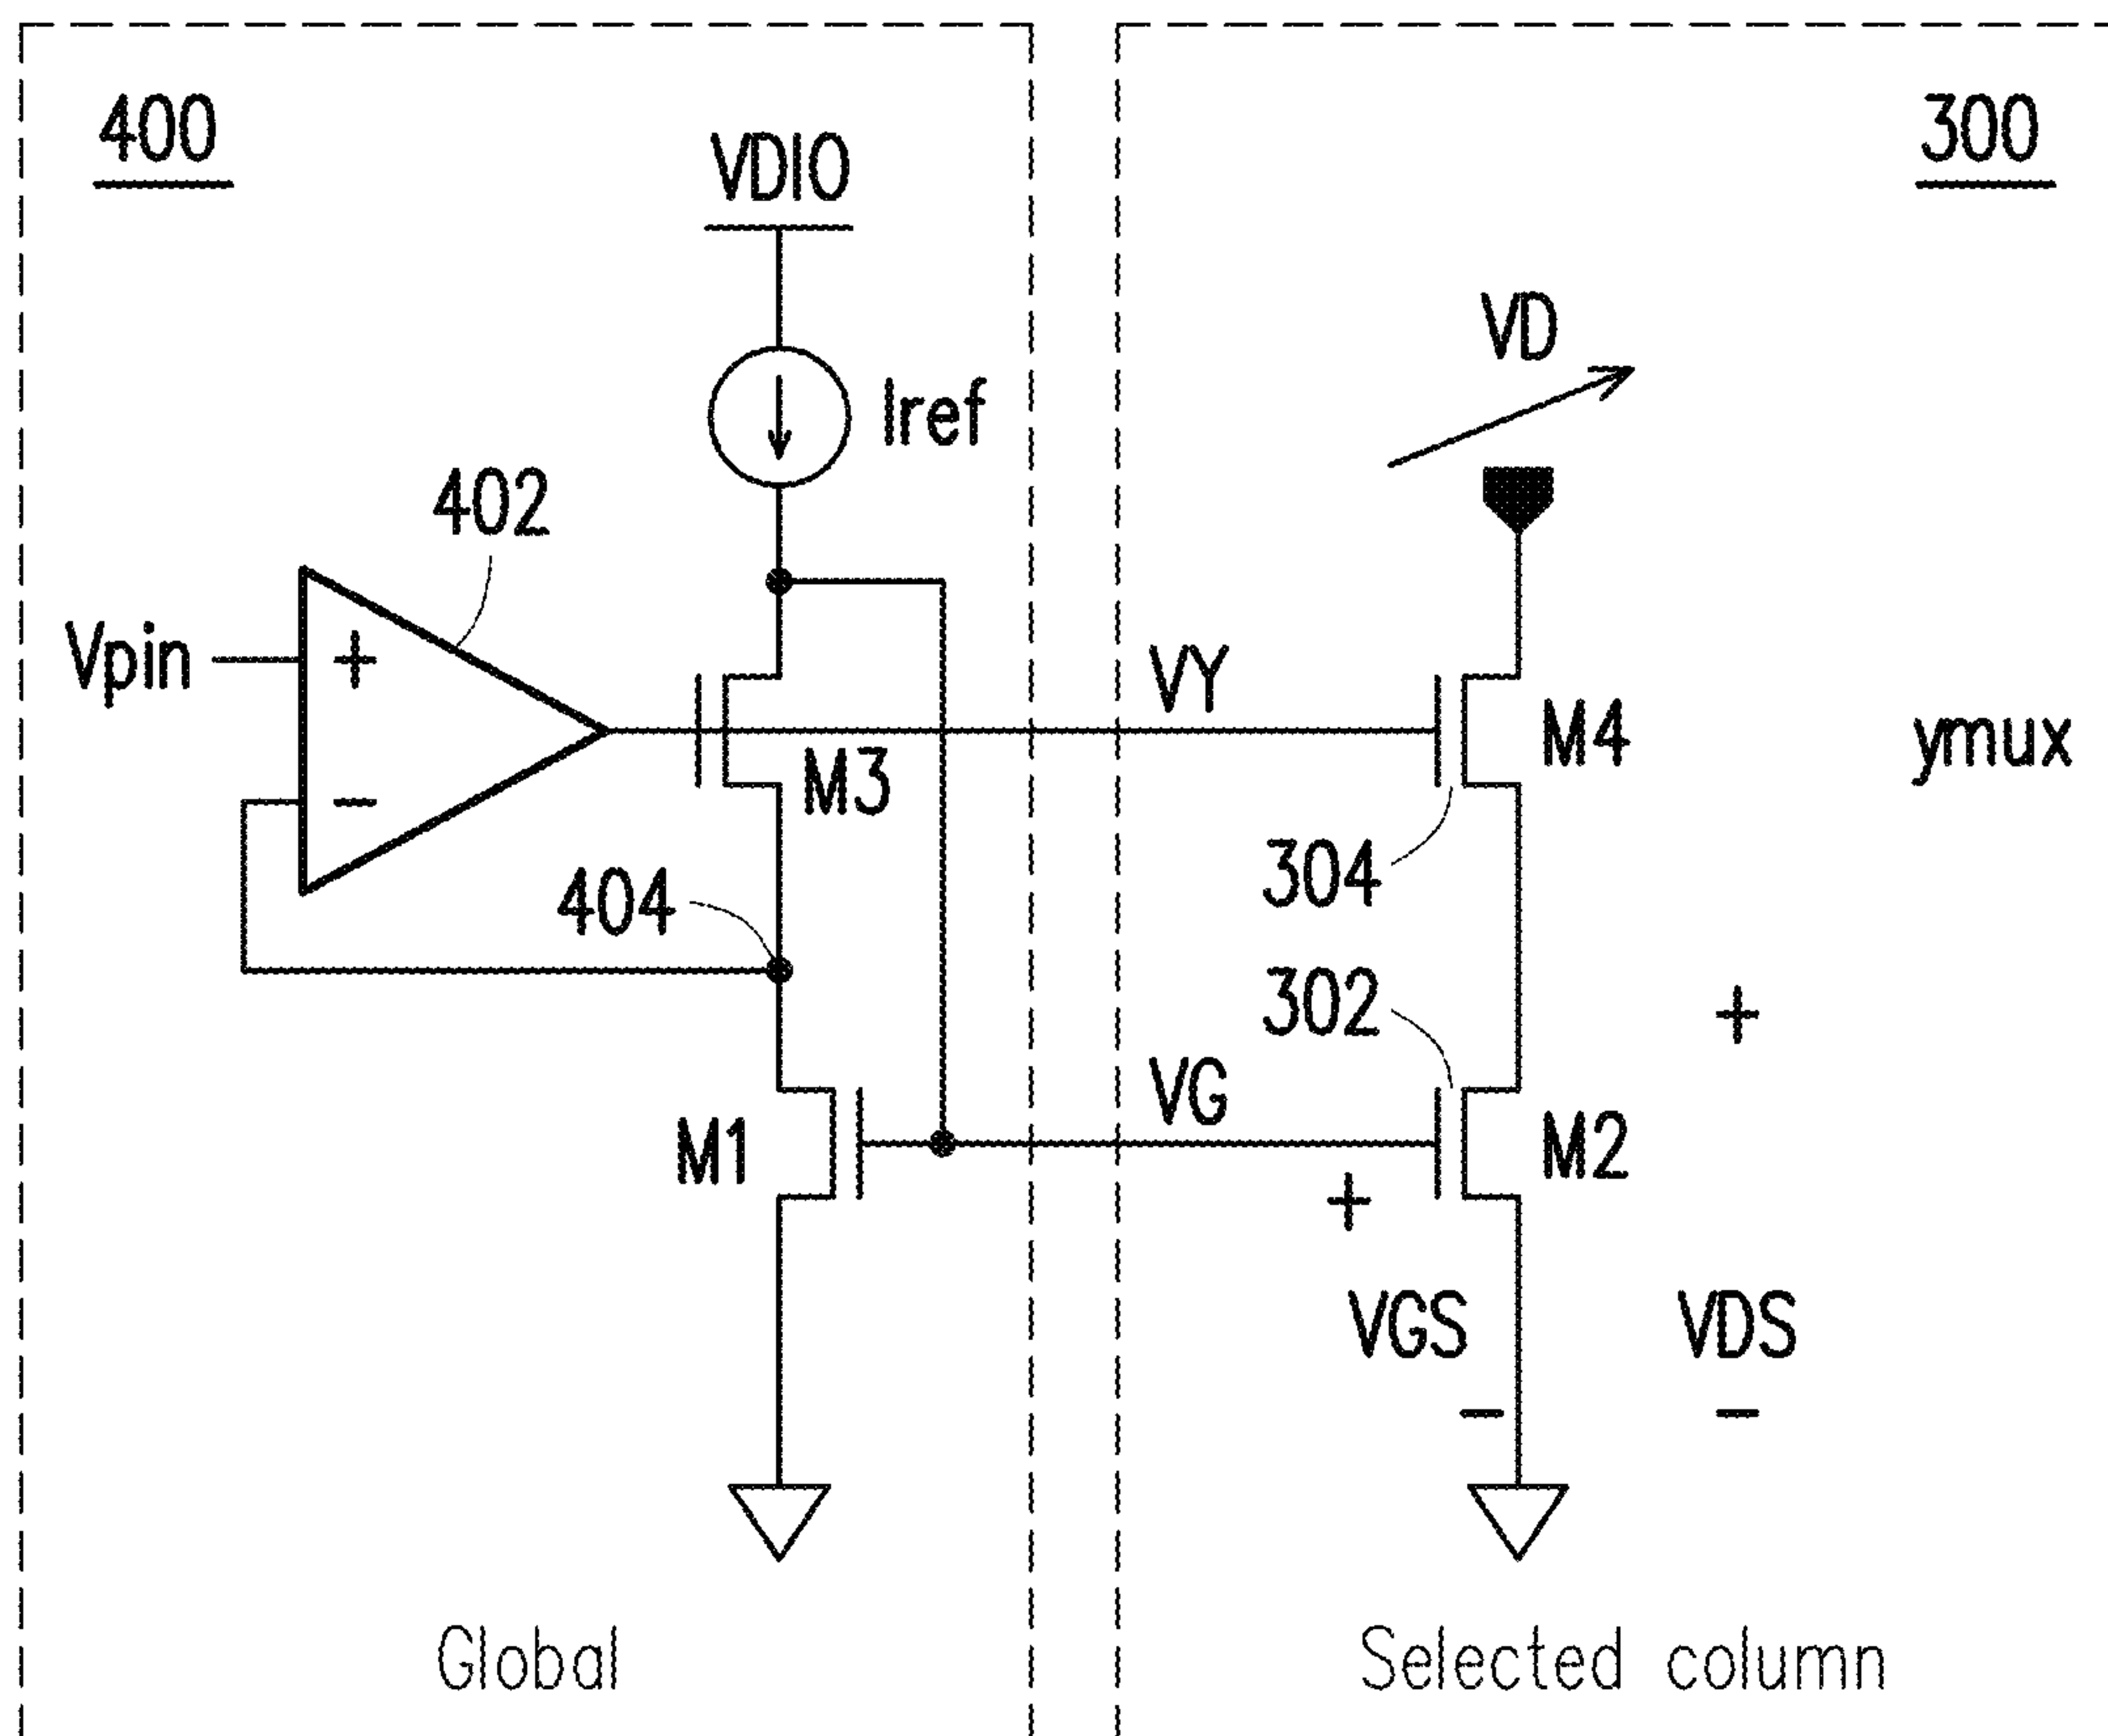 400
300
VDIO
VD
Iref
402
Vpin
+
-
VY
M3
M4
ymux
304
404
302
+
VG
M1
M2
+
VGS
VDS
-
-
Global
Selected column